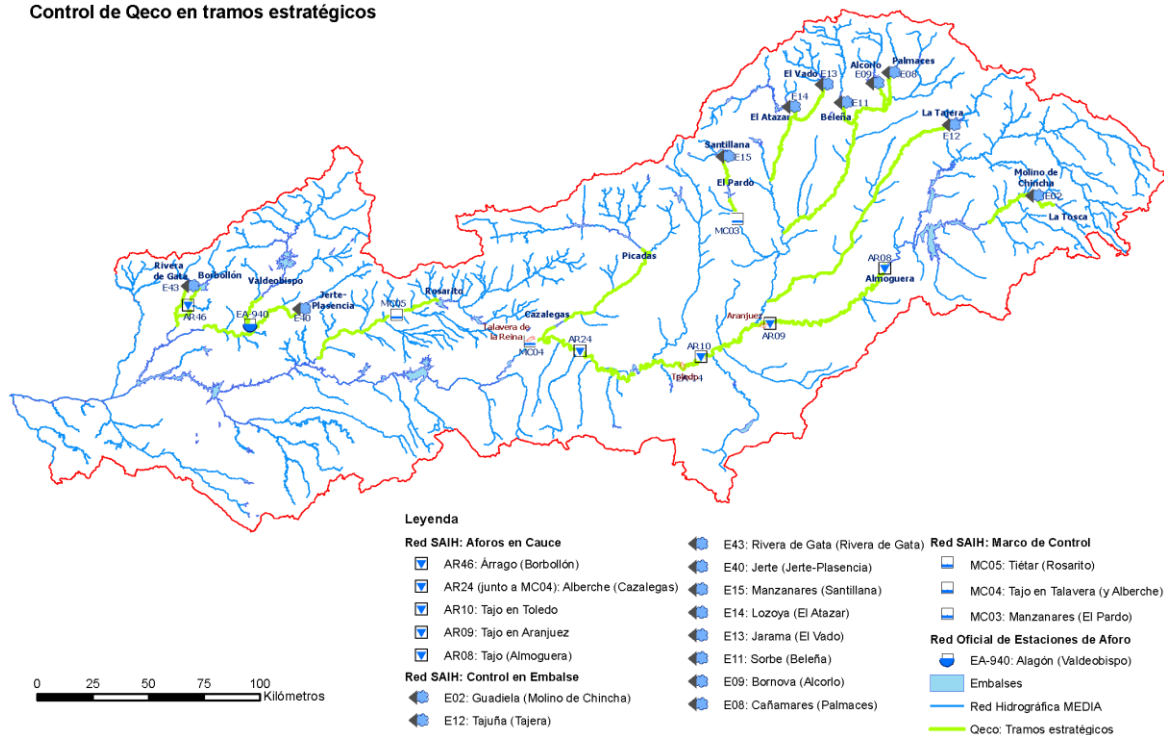 Control de Qeco en tramos estratégicos
El Vado
E13
Alcorlo
E09
Palmaces
E08
E14
El Atazar
E11
Beleña
La Tajera
E12
Santillana
E15
El Pardo
MC03
Molino de
Chincha
E02
La Tosca
Picadas
AR08
Almoguera
Rivera
de Gata
E43
Borbollón
AR46
Valdeobispo
EA-940
Jerte-
Plasencia
E40
MC05
Rosarito
Cazalegas
Talavera de
la Reina
MC04
AR24
Aranjuez
AR09
AR10
Toledo
Leyenda
Red SAIH: Aforos en Cauce
AR46: Árrago (Borbollón)
AR24 (junto a MC04): Alberche (Cazalegas)
AR10: Tajo en Toledo
AR09: Tajo en Aranjuez
AR08: Tajo (Almoguera)
Red SAIH: Control en Embalse
E02: Guadiela (Molino de Chincha)
E12: Tajuña (Tajera)
E43: Rivera de Gata (Rivera de Gata)
E40: Jerte (Jerte-Plasencia)
E15: Manzanares (Santillana)
E14: Lozoya (El Atazar)
E13: Jarama (El Vado)
E11: Sorbe (Beleña)
E09: Bornova (Alcorlo)
E08: Cañamares (Palmaces)
Red SAIH: Marco de Control
MC05: Tiétar (Rosarito)
MC04: Tajo en Talavera (y Alberche)
MC03: Manzanares (El Pardo)
Red Oficial de Estaciones de Aforo
EA-940: Alagón (Valdeobispo)
Embalses
Red Hidrográfica MEDIA
Qeco: Tramos estratégicos
0 25 50 75 100
Kilómetros